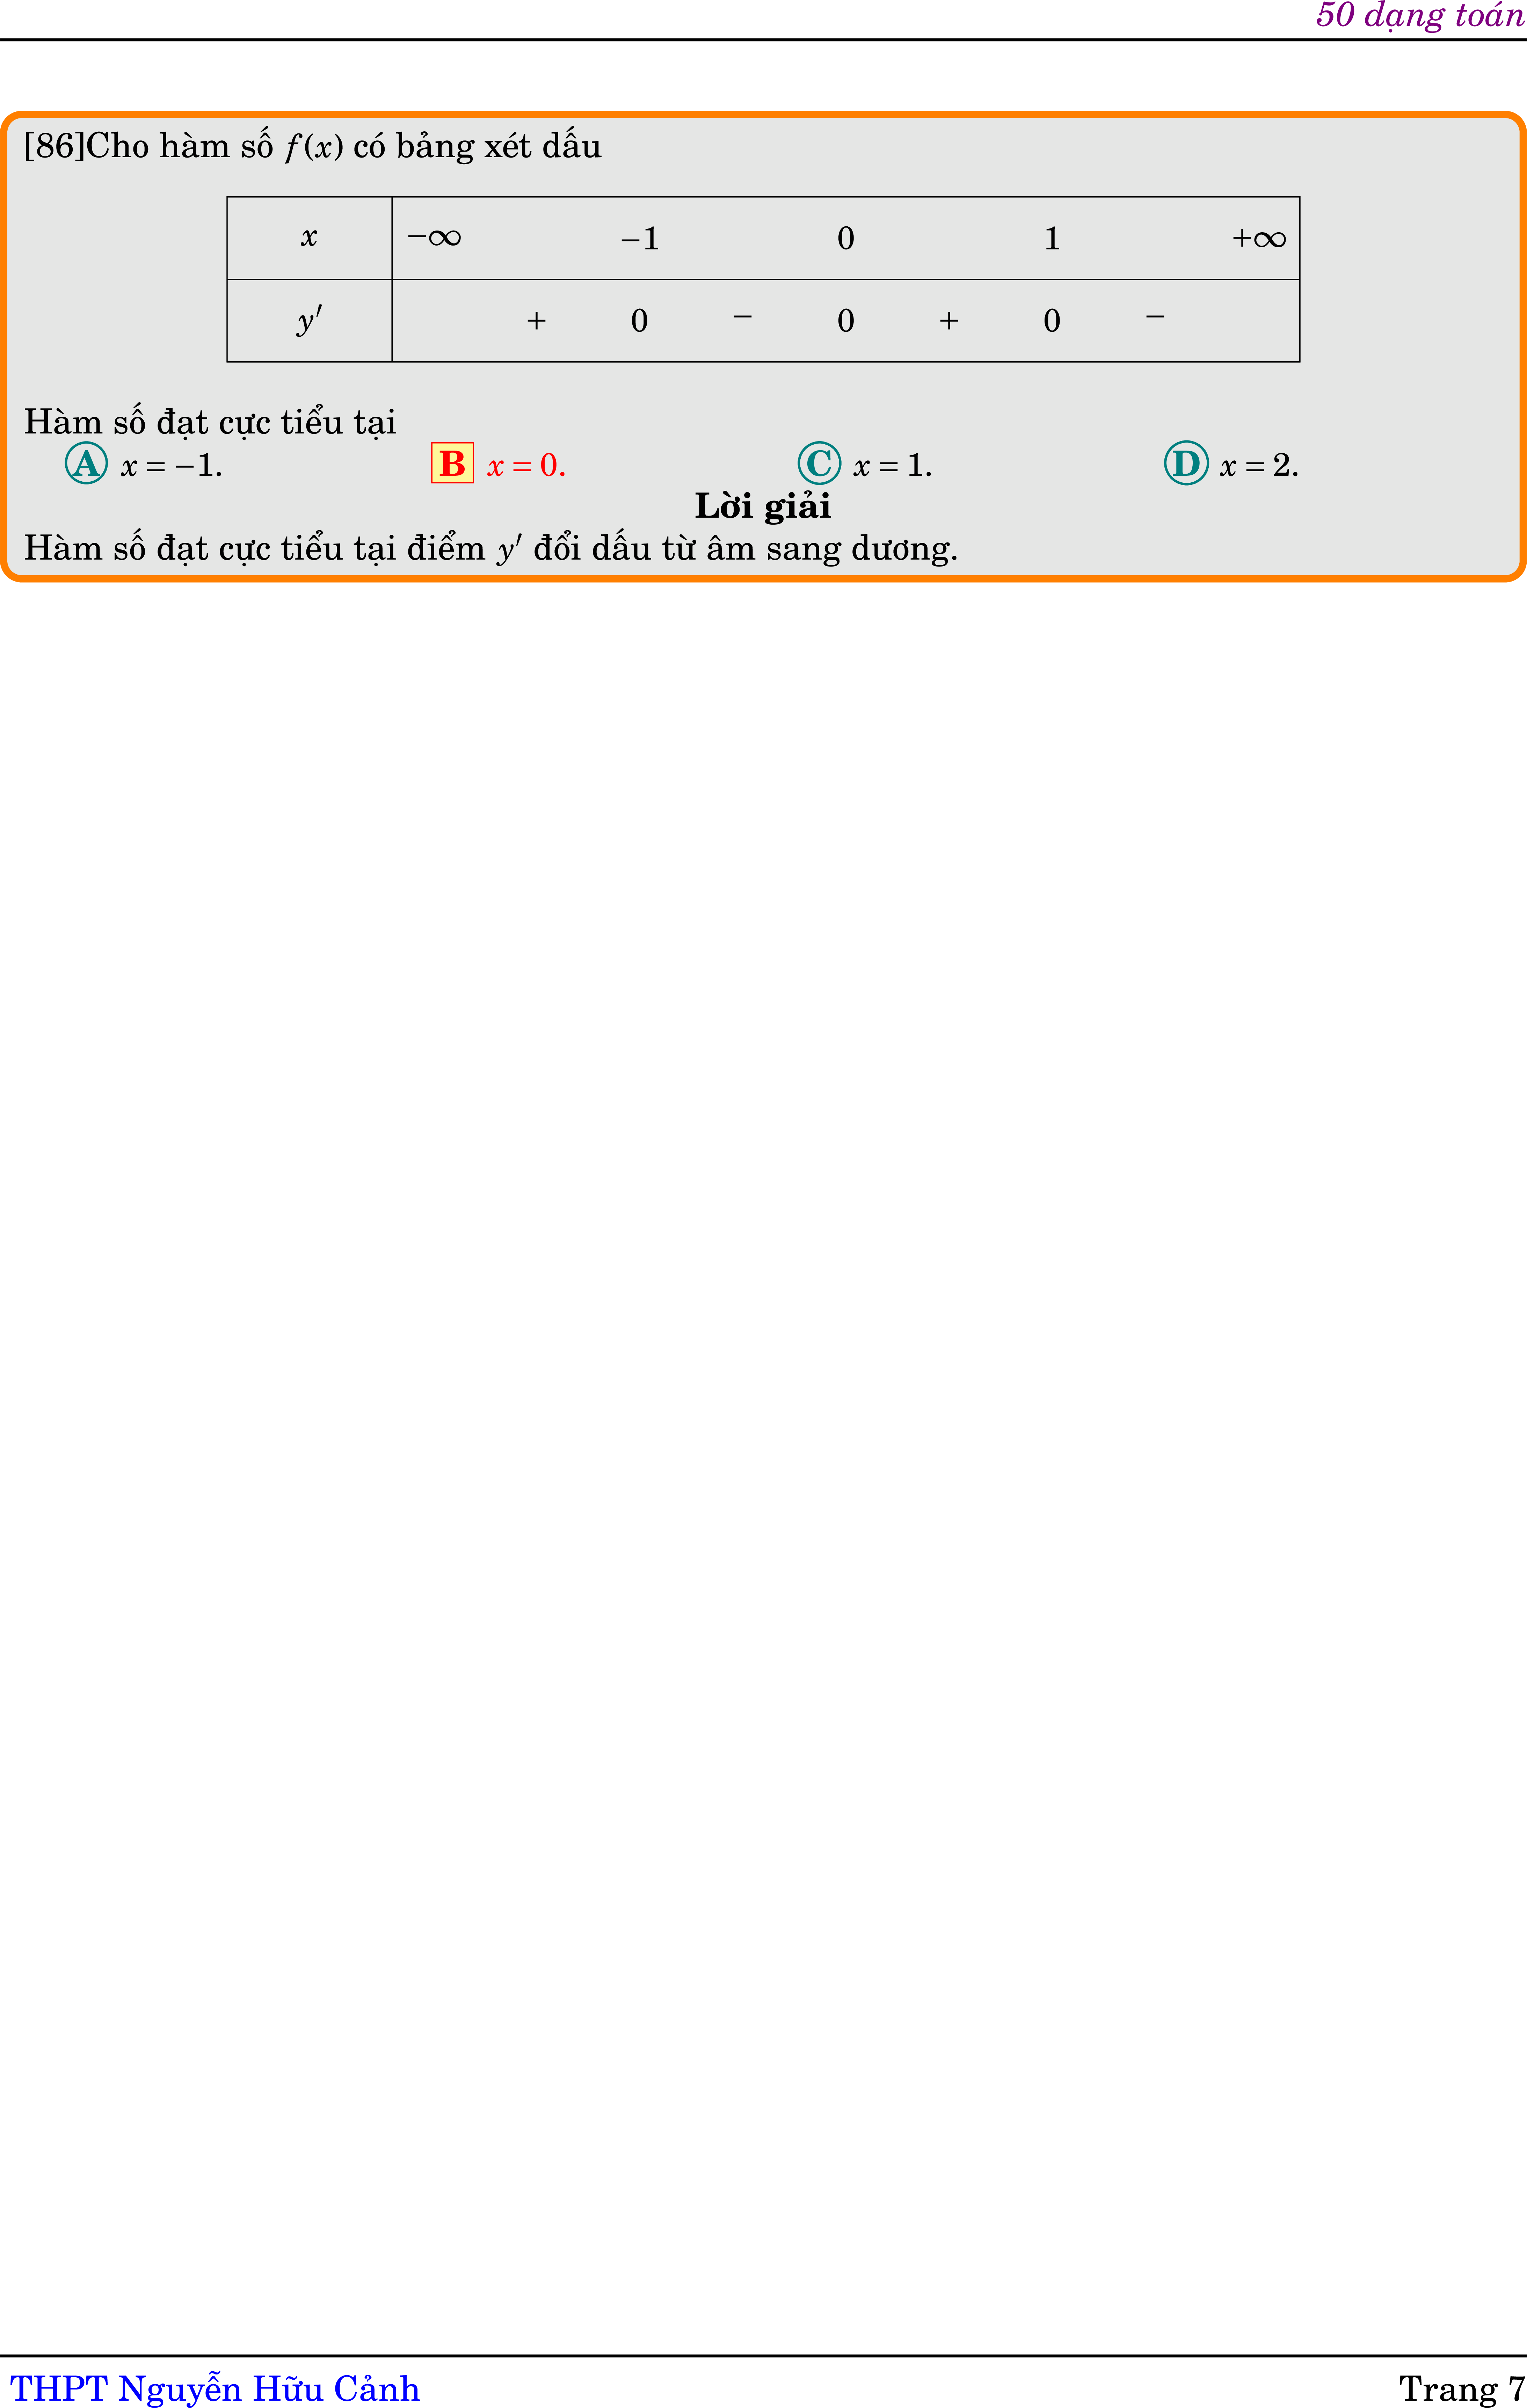 50 dạng toán
[86]Cho hàm số f(x) có bảng xét dấu
x −∞ −1 0 1 +∞
y′ + 0 − 0 + 0 −
Hàm số đạt cực tiểu tại
A x = −1. B x = 0. C x = 1. D x = 2.
Lời giải
Hàm số đạt cực tiểu tại điểm y′ đổi dấu từ âm sang dương.
THPT Nguyễn Hữu Cảnh Trang 7